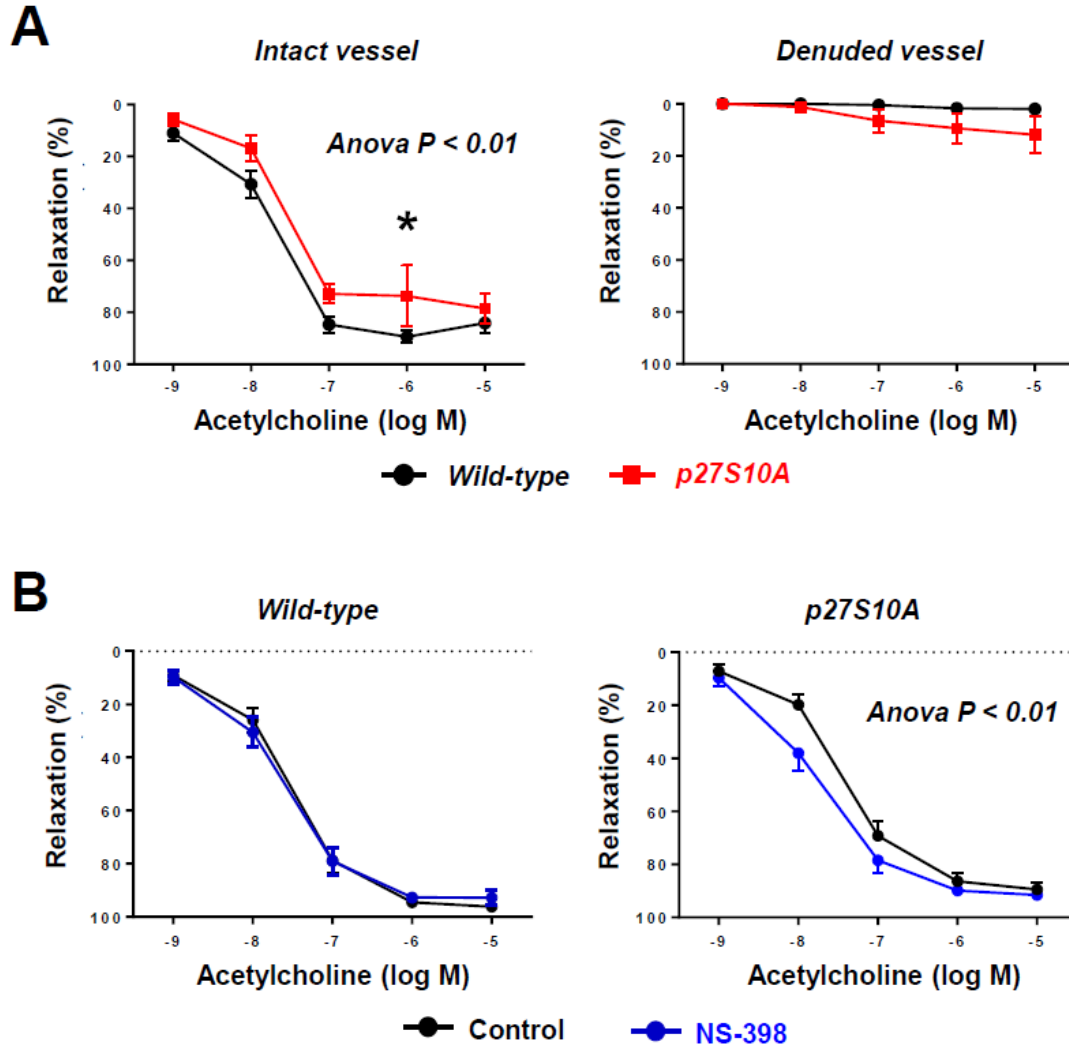 A
Intact vessel
Denuded vessel
Relaxation (%)
0
20
40
60
80
100
Anova P < 0.01
*
-9 -8 -7 -6 -5
Acetylcholine (log M)
Relaxation (%)
0
20
40
60
80
100
-9 -8 -7 -6 -5
Acetylcholine (log M)
Wild-type p27S10A
B
Wild-type
p27S10A
Relaxation (%)
0
20
40
60
80
100
-9 -8 -7 -6 -5
Acetylcholine (log M)
Relaxation (%)
0
20
40
60
80
100
Anova P < 0.01
-9 -8 -7 -6 -5
Acetylcholine (log M)
Control NS-398